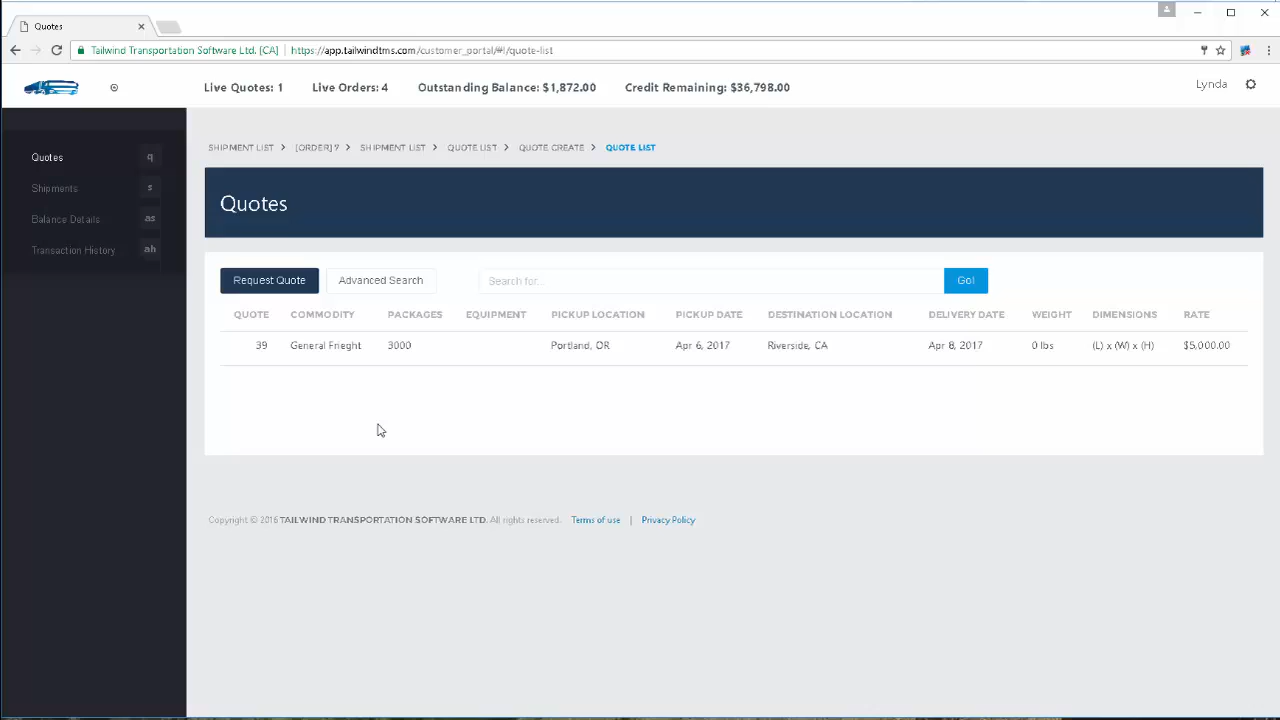 Quotes
Tailwind Transportation Software Ltd. [CA] https://app.tailwindtms.com/customer_portal/#!/quote-list
Live Quotes: 1 Live Orders: 4 Outstanding Balance: $1,872.00 Credit Remaining: $36,798.00 Lynda
SHIPMENT LIST > [ORDER] 7 > SHIPMENT LIST > QUOTE LIST > QUOTE CREATE > QUOTE LIST
Quotes q
Shipments s
Balance Details as
Transaction History ah
Quotes
Request Quote Advanced Search Search for... Go!
QUOTE COMMODITY PACKAGES EQUIPMENT PICKUP LOCATION PICKUP DATE DESTINATION LOCATION DELIVERY DATE WEIGHT DIMENSIONS RATE
39 General Frieght 3000 Portland, OR Apr 6, 2017 Riverside, CA Apr 8, 2017 0 lbs (L) x (W) x (H) $5,000.00
Copyright © 2016 TAILWIND TRANSPORTATION SOFTWARE LTD. All rights reserved. Terms of use | Privacy Policy